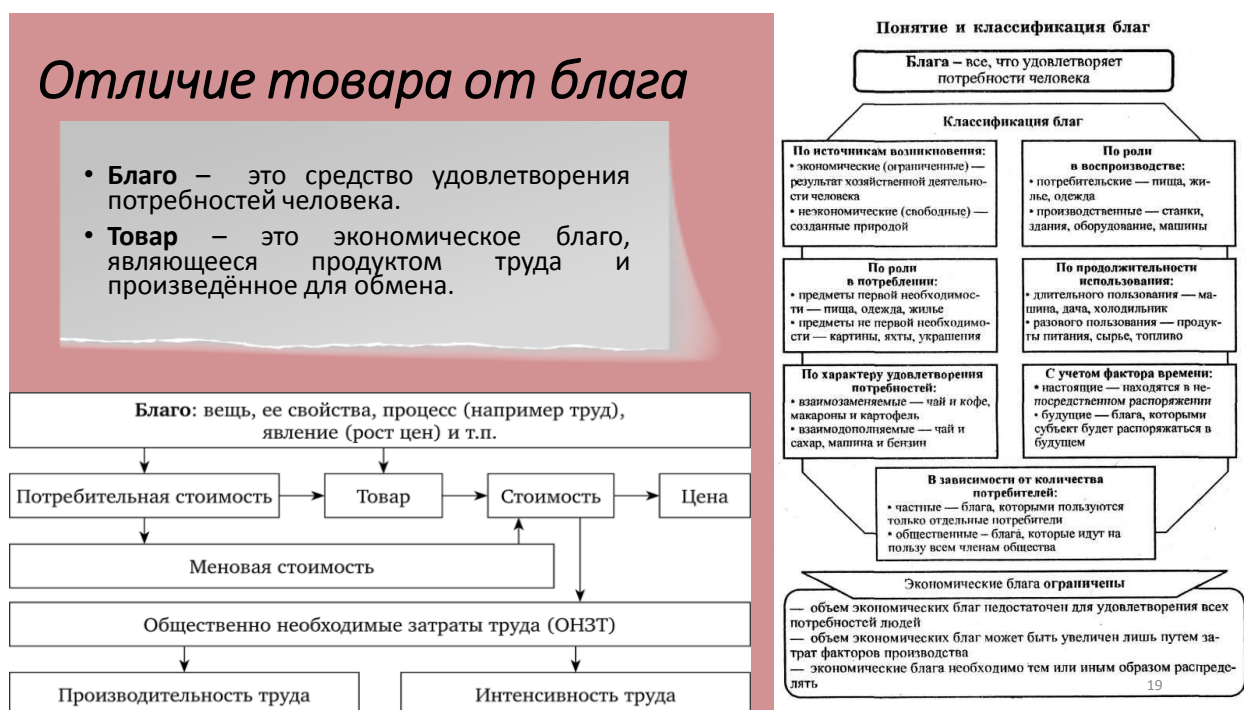 Отличие товара от блага
• Благо – это средство удовлетворения
потребностей человека.
• Товар – это экономическое благо,
являющееся продуктом труда и
произведённое для обмена.
Благо: вещь, ее свойства, процесс (например труд),
явление (рост цен) и т.п.
Потребительная стоимость
Товар
Стоимость
Цена
Меновая стоимость
Общественно необходимые затраты труда (ОНЗТ)
Производительность труда
Интенсивность труда
Понятие и классификация благ
Блага – все, что удовлетворяет
потребности человека
Классификация благ
По источникам возникновения:
• экономические (ограниченные) —
результат хозяйственной деятельно-
сти человека
• неэкономические (свободные) —
созданные природой
По роли
в воспроизводстве:
• потребительские — пища, жи-
лье, одежда
• производственные — станки,
здания, оборудование, машины
По роли
в потреблении:
• предметы первой необходимос-
ти — пища, одежда, жилье
• предметы не первой необходимо-
сти — картины, яхты, украшения
По продолжительности
использования:
• длительного пользования — ма-
шина, дача, холодильник
• разового пользования — продук-
ты питания, сырье, топливо
По характеру удовлетворения
потребностей:
• взаимозаменяемые — чай и кофе,
макароны и картофель
• взаимодополняемые — чай и
сахар, машина и бензин
С учетом фактора времени:
• настоящие — находятся в не-
посредственном распоряжении
• будущие — блага, которыми
субъект будет распоряжаться в
будущем
В зависимости от количества
потребителей:
• частные — блага, которыми пользуются
только отдельные потребители
• общественные – блага, которые идут на
пользу всем членам общества
Экономические блага ограничены
— объем экономических благ недостаточен для удовлетворения всех
потребностей людей
— объем экономических благ может быть увеличен лишь путем за-
трат факторов производства
— экономические блага необходимо тем или иным образом распреде-
лять
19